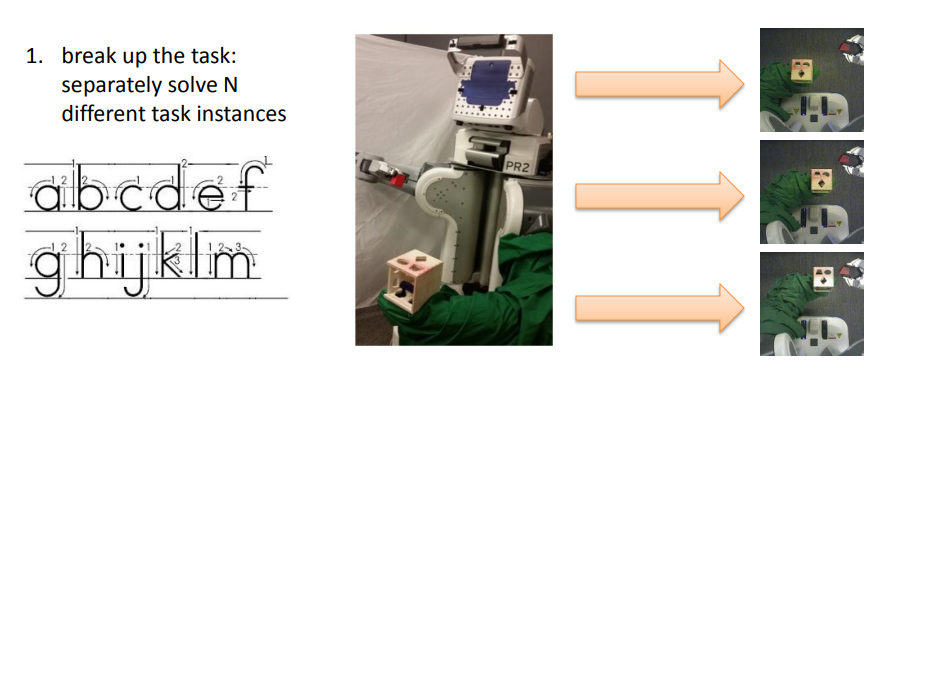 1. break up the task:
separately solve N
different task instances
abcdef
ghijklm
PR2